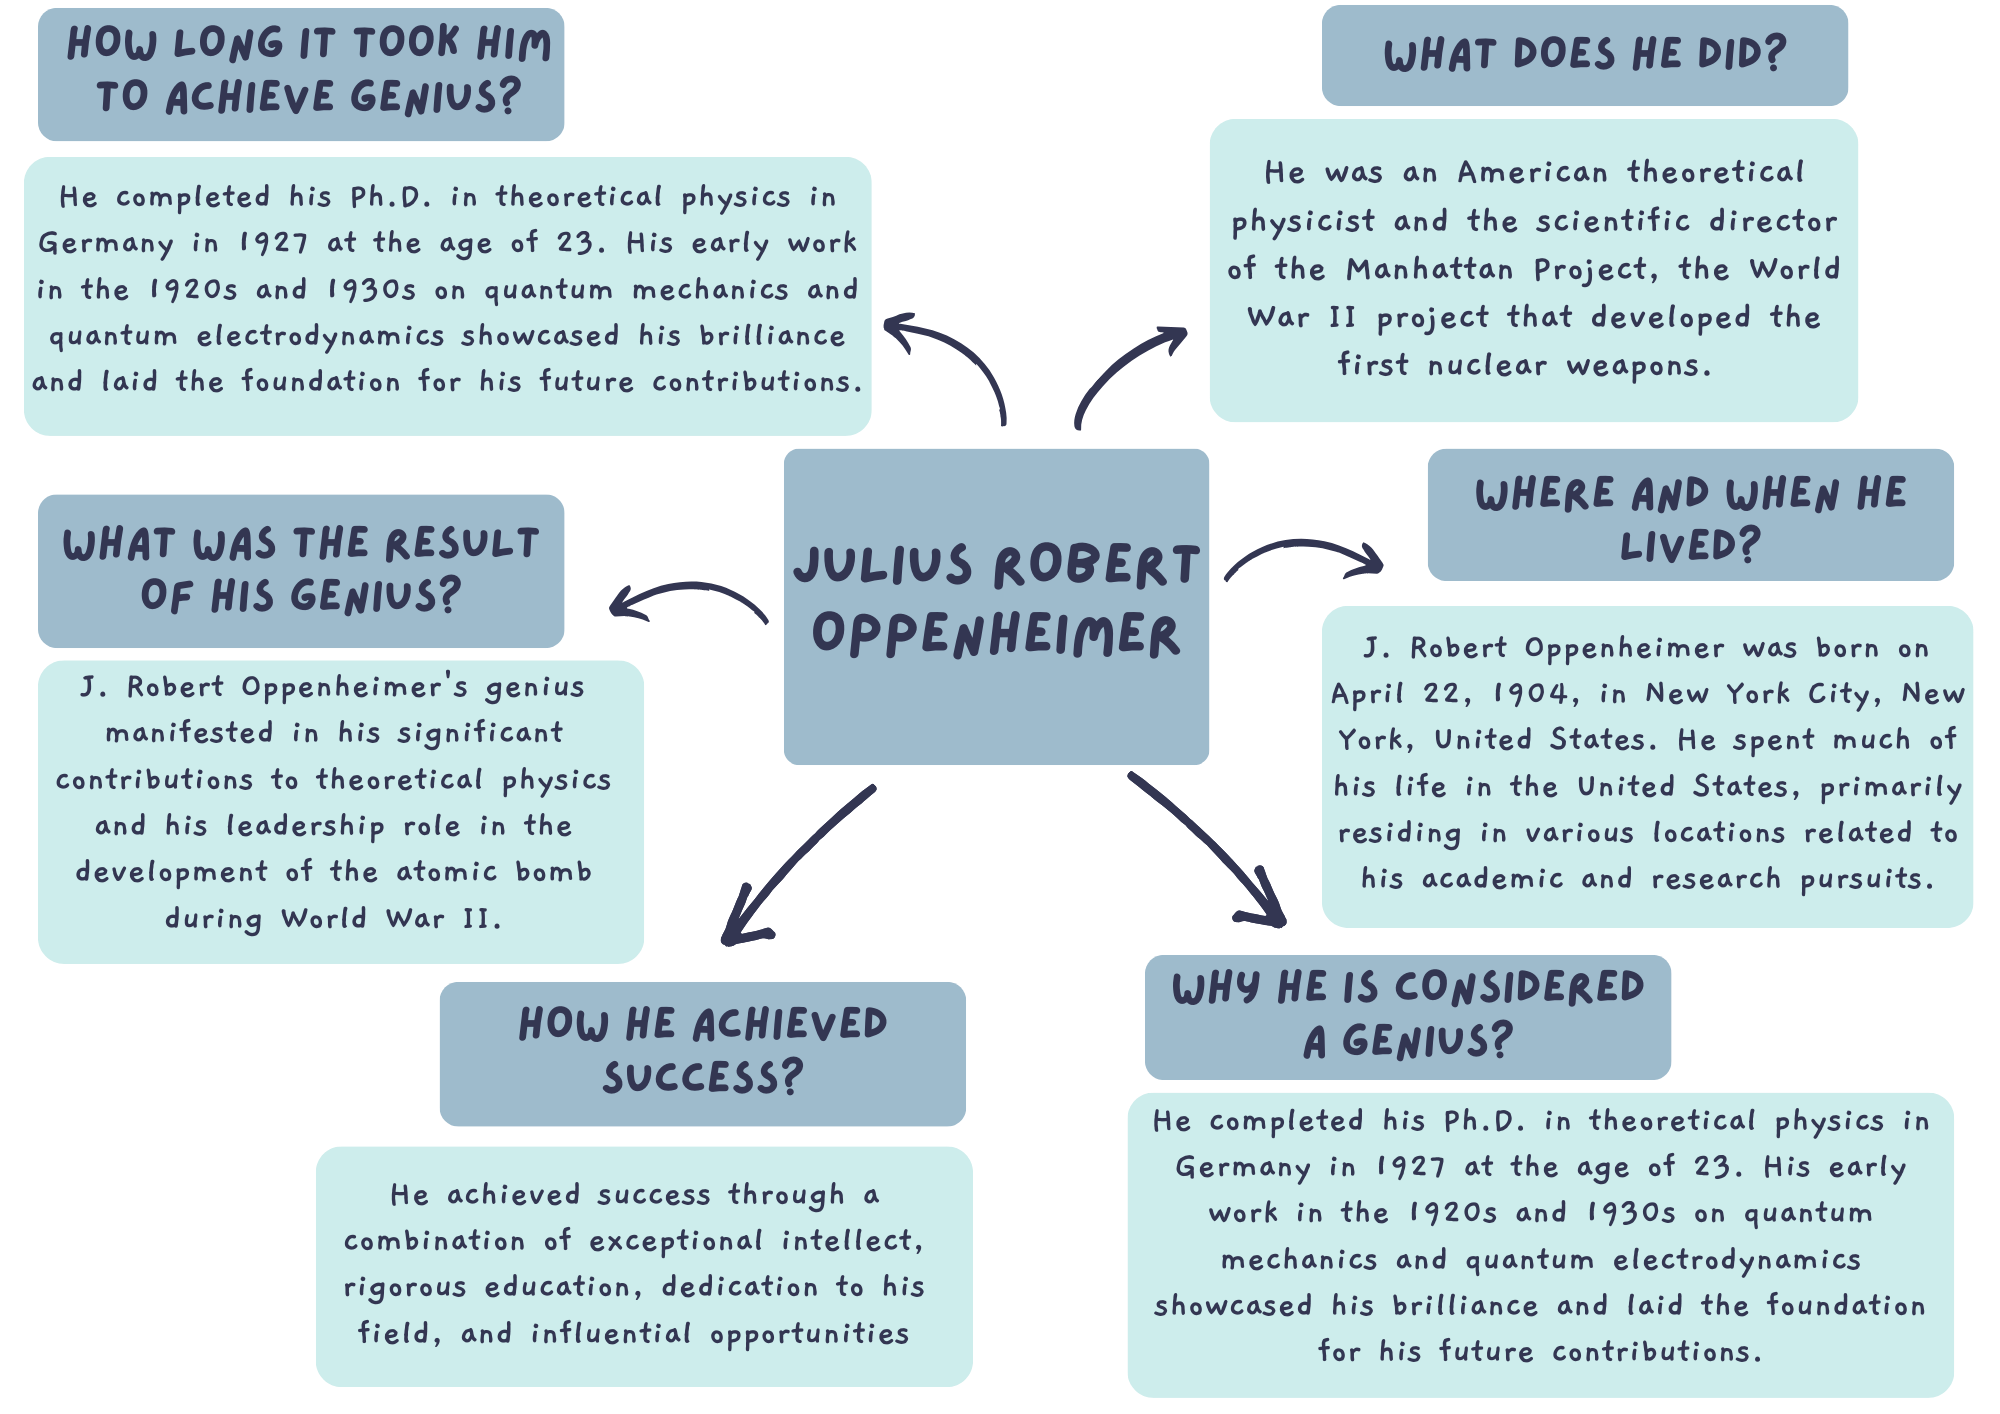 HOW LONG IT TOOK HIM
TO ACHIEVE GENIUS?
He completed his Ph.D. in theoretical physics in
Germany in 1927 at the age of 23. His early work
in the 1920s and 1930s on quantum mechanics and
quantum electrodynamics showcased his brilliance
and laid the foundation for his future contributions.
WHAT DOES HE DID?
He was an American theoretical
physicist and the scientific director
of the Manhattan Project, the World
War II project that developed the
first nuclear weapons.
JULIUS ROBERT
OPPENHEIMER
WHERE AND WHEN HE
LIVED?
J. Robert Oppenheimer was born on
April 22, 1904, in New York City, New
York, United States. He spent much of
his life in the United States, primarily
residing in various locations related to
his academic and research pursuits.
WHAT WAS THE RESULT
OF HIS GENIUS?
J. Robert Oppenheimer's genius
manifested in his significant
contributions to theoretical physics
and his leadership role in the
development of the atomic bomb
during World War II.
HOW HE ACHIEVED
SUCCESS?
He achieved success through a
combination of exceptional intellect,
rigorous education, dedication to his
field, and influential opportunities
WHY HE IS CONSIDERED
A GENIUS?
He completed his Ph.D. in theoretical physics in
Germany in 1927 at the age of 23. His early
work in the 1920s and 1930s on quantum
mechanics and quantum electrodynamics
showcased his brilliance and laid the foundation
for his future contributions.